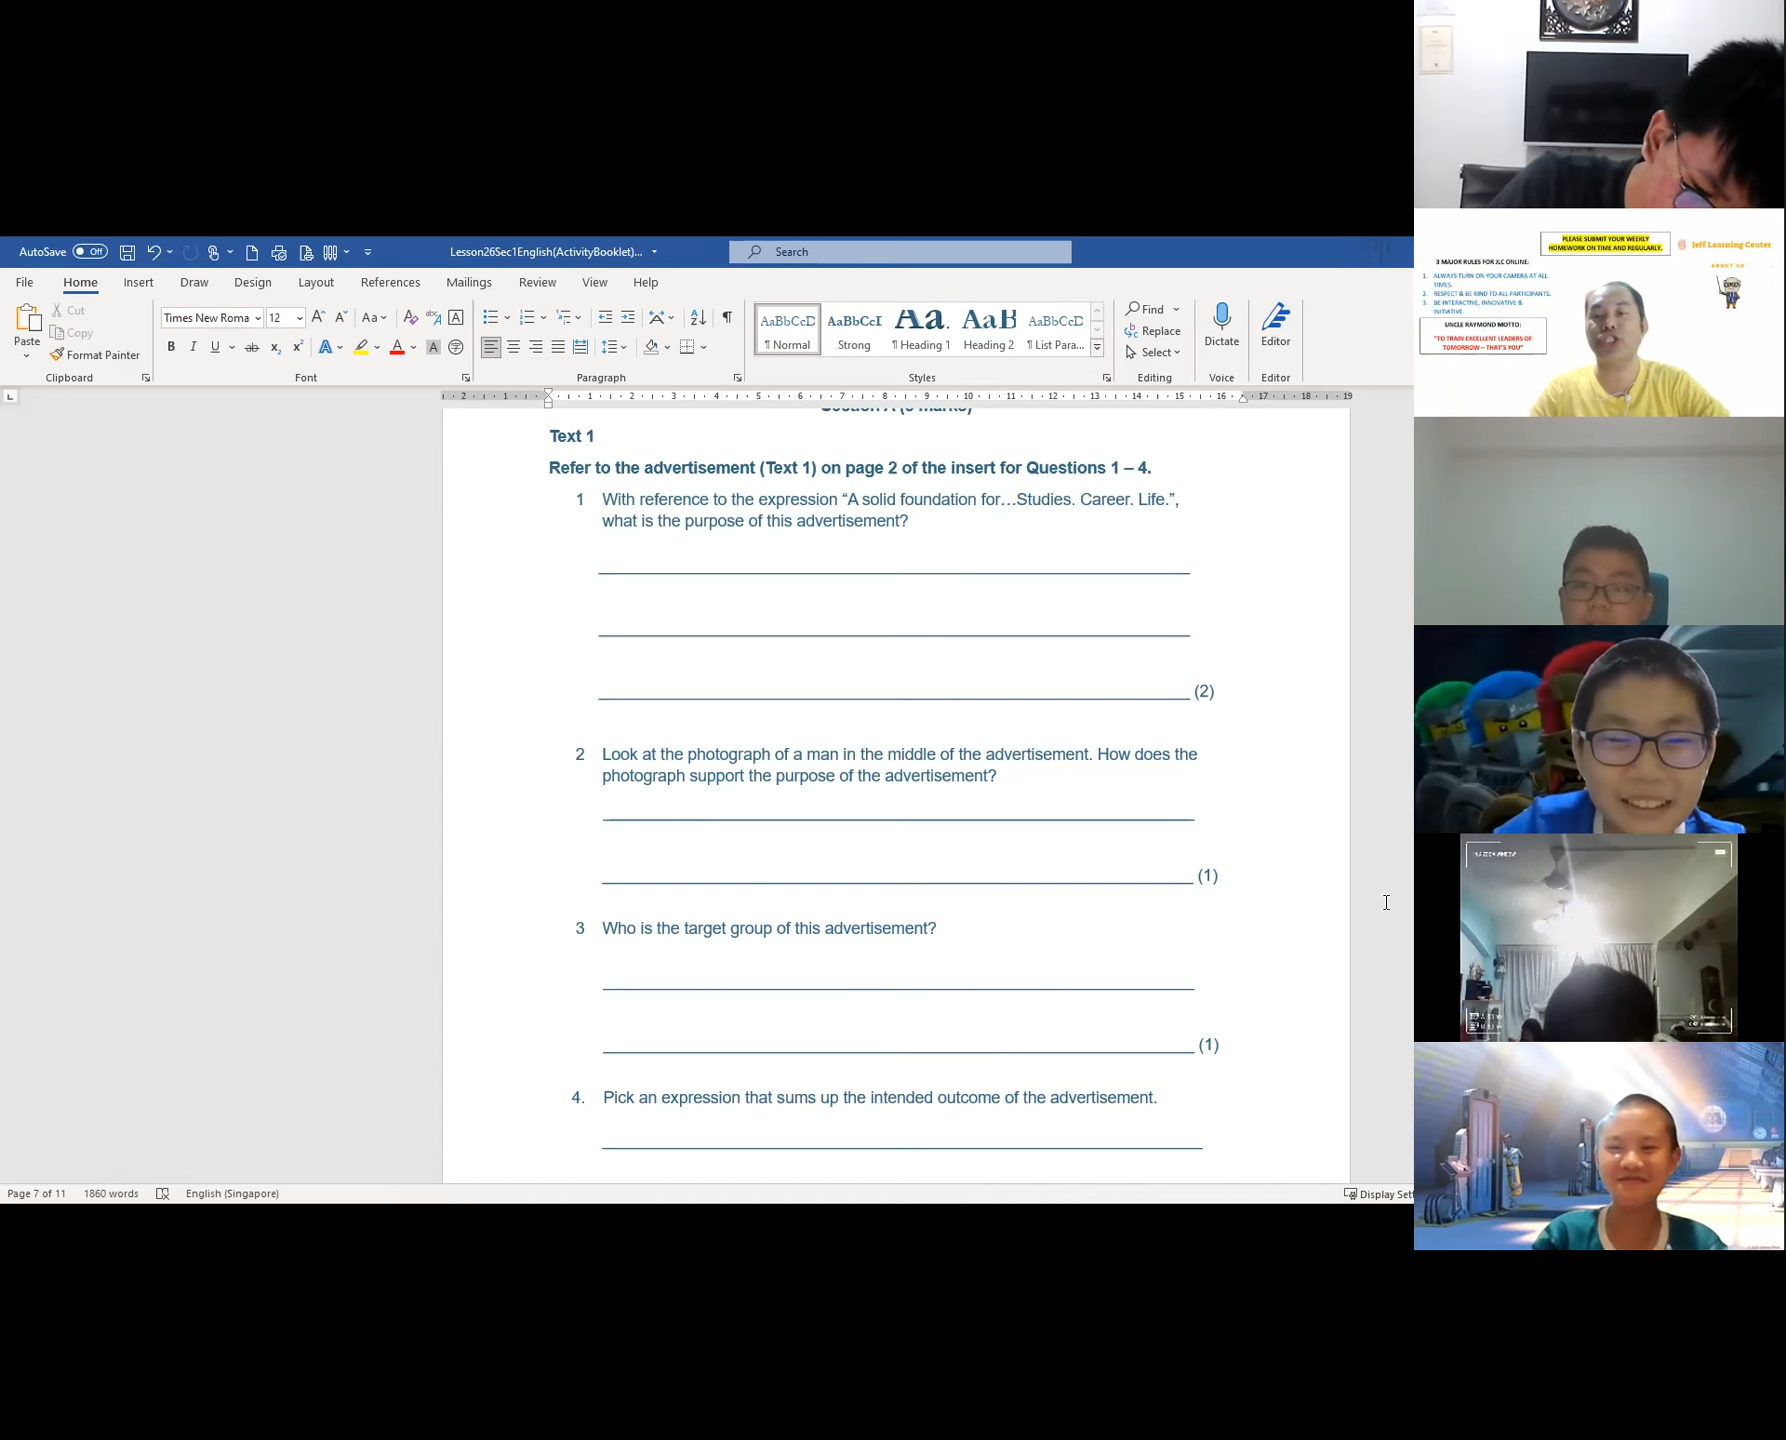 AutoSave Off
Lesson26Sec1English(ActivityBooklet)...
Search
File Home Insert Draw Design Layout References Mailings Review View Help
Paste
Cut
Copy
Format Painter
Clipboard
Times New Roma 12
Font
Paragraph
AaBbCcD AaBbCcI AaBbCcD
¶ Normal Strong ¶ Heading 1 Heading 2 ¶ List Para...
Styles
Find
Replace
Select
Editing
Dictate
Voice
Editor
Editor
Text 1
Refer to the advertisement (Text 1) on page 2 of the insert for Questions 1 – 4.
1 With reference to the expression “A solid foundation for…Studies. Career. Life.”,
what is the purpose of this advertisement?
(2)
2 Look at the photograph of a man in the middle of the advertisement. How does the
photograph support the purpose of the advertisement?
(1)
3 Who is the target group of this advertisement?
(1)
4. Pick an expression that sums up the intended outcome of the advertisement.
Page 7 of 11 1860 words English (Singapore)
Display Sett
PLEASE SUBMIT YOUR WEEKLY
HOMEWORK ON TIME AND REGULARLY.
Jeff Learning Center
ABOUT US
3 MAJOR RULES FOR JLC ONLINE:
1. ALWAYS TURN ON YOUR CAMERA AT ALL
TIMES.
2. RESPECT & BE KIND TO ALL PARTICIPANTS.
3. BE INTERACTIVE, INNOVATIVE &
INITIATIVE.
UNCLE RAYMOND MOTTO:
"TO TRAIN EXCELLENT LEADERS OF
TOMORROW – THAT'S YOU"